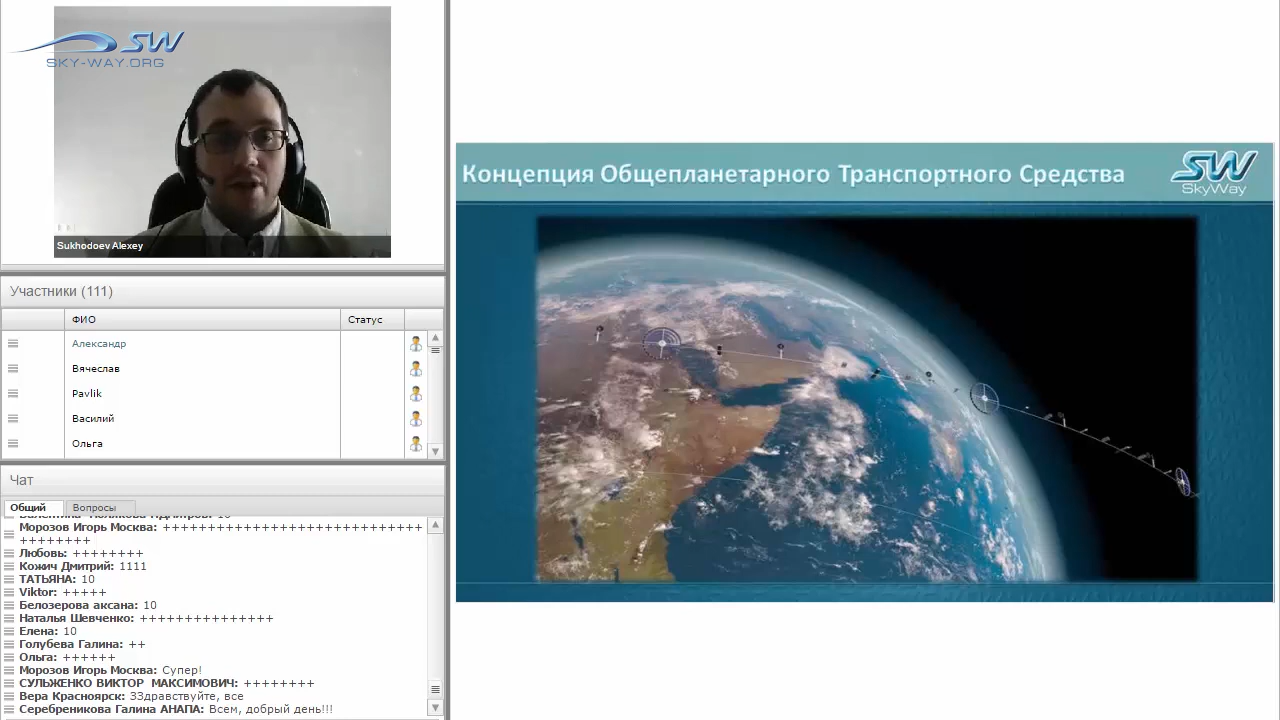 SW
SKY-WAY.ORG
Sukhodoev Alexey
Участники (111)
ФИО
Статус
Александр
Вячеслав
Pavlik
Василий
Ольга
Чат
Общий
Вопросы
Морозов Игорь Москва: ++++++++++++++++++++++++++++++
++++++++
Любовь: ++++++++
Кожич Дмитрий: 1111
ТАТЬЯНА: 10
Viktor: +++++
Белозерова аксана: 10
Наталья Шевченко: +++++++++++++++
Елена: 10
Голубева Галина: ++
Ольга: ++++++
Морозов Игорь Москва: Супер!
СУЛЬЖЕНКО ВИКТОР МАКСИМОВИЧ: ++++++++
Вера Красноярск: ЗЗдравствуйте, все
Серебреникова Галина АНАПА: Всем, добрый день!!!
Концепция Общепланетарного Транспортного Средства
SW
SkyWay